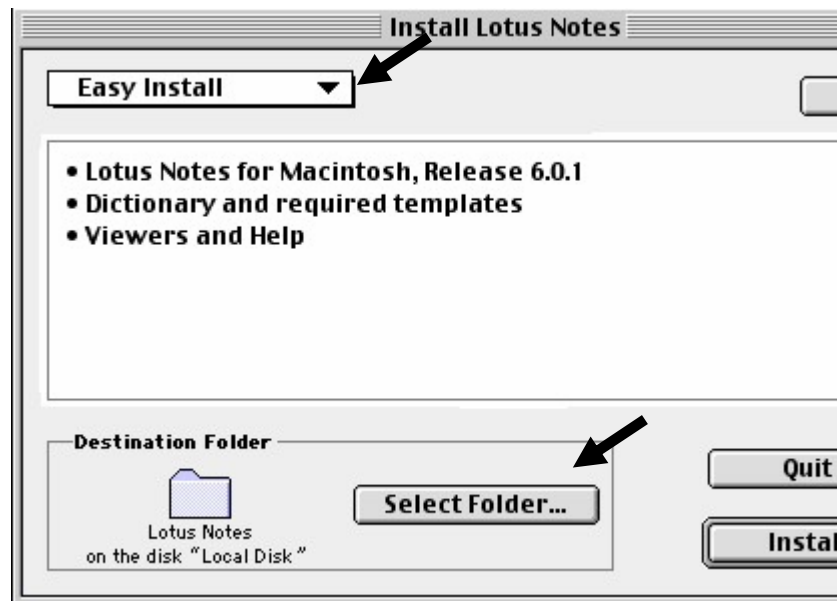 Install Lotus Notes
Easy Install
• Lotus Notes for Macintosh, Release 6.0.1
• Dictionary and required templates
• Viewers and Help
Destination Folder
Select Folder...
Lotus Notes
on the disk “Local Disk”
Quit
Instal